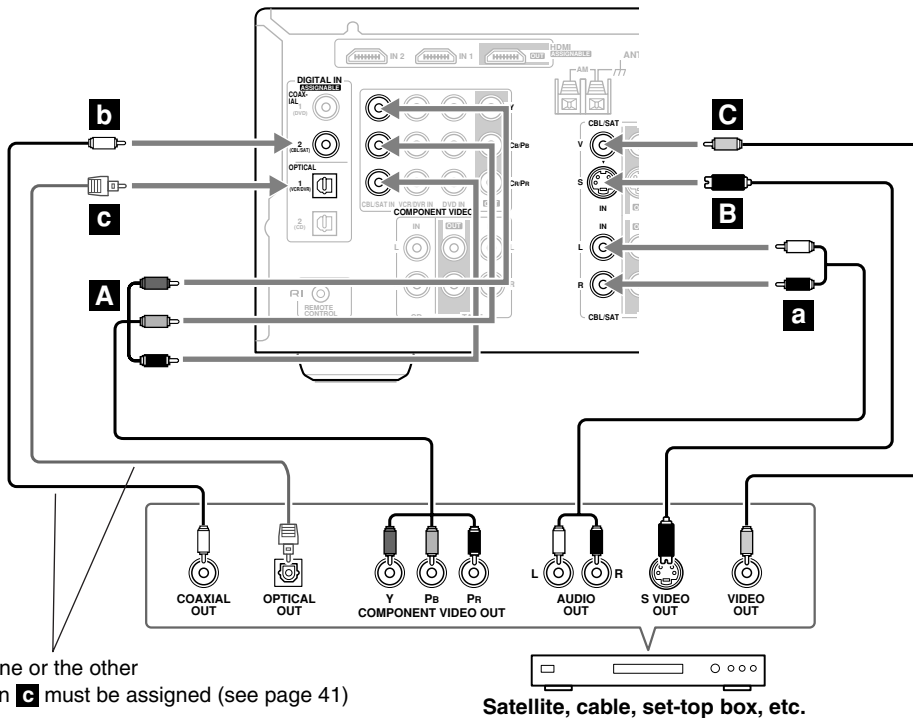 HDMI
ASSIGNABLE
IN 2
IN 1
OUT
ANT
AM
DIGITAL IN
ASSIGNABLE
COAX-
IAL
1
(DVD)
Y
b
2
(CBL/SAT)
CB/PB
OPTICAL
1
(VCR/DVR)
CR/PR
c
CBL/SAT IN
VCR/DVR IN
DVD IN
OUT
COMPONENT VIDEO
2
(CD)
IN
OUT
L
R
A
RI
REMOTE
CONTROL
CBL/SAT
V
C
S
B
IN
IN
L
R
a
CBL/SAT
COAXIAL
OUT
OPTICAL
OUT
Y
PB
PR
COMPONENT VIDEO OUT
L
R
AUDIO
OUT
S VIDEO
OUT
VIDEO
OUT
ne or the other
n c must be assigned (see page 41)
Satellite, cable, set-top box, etc.